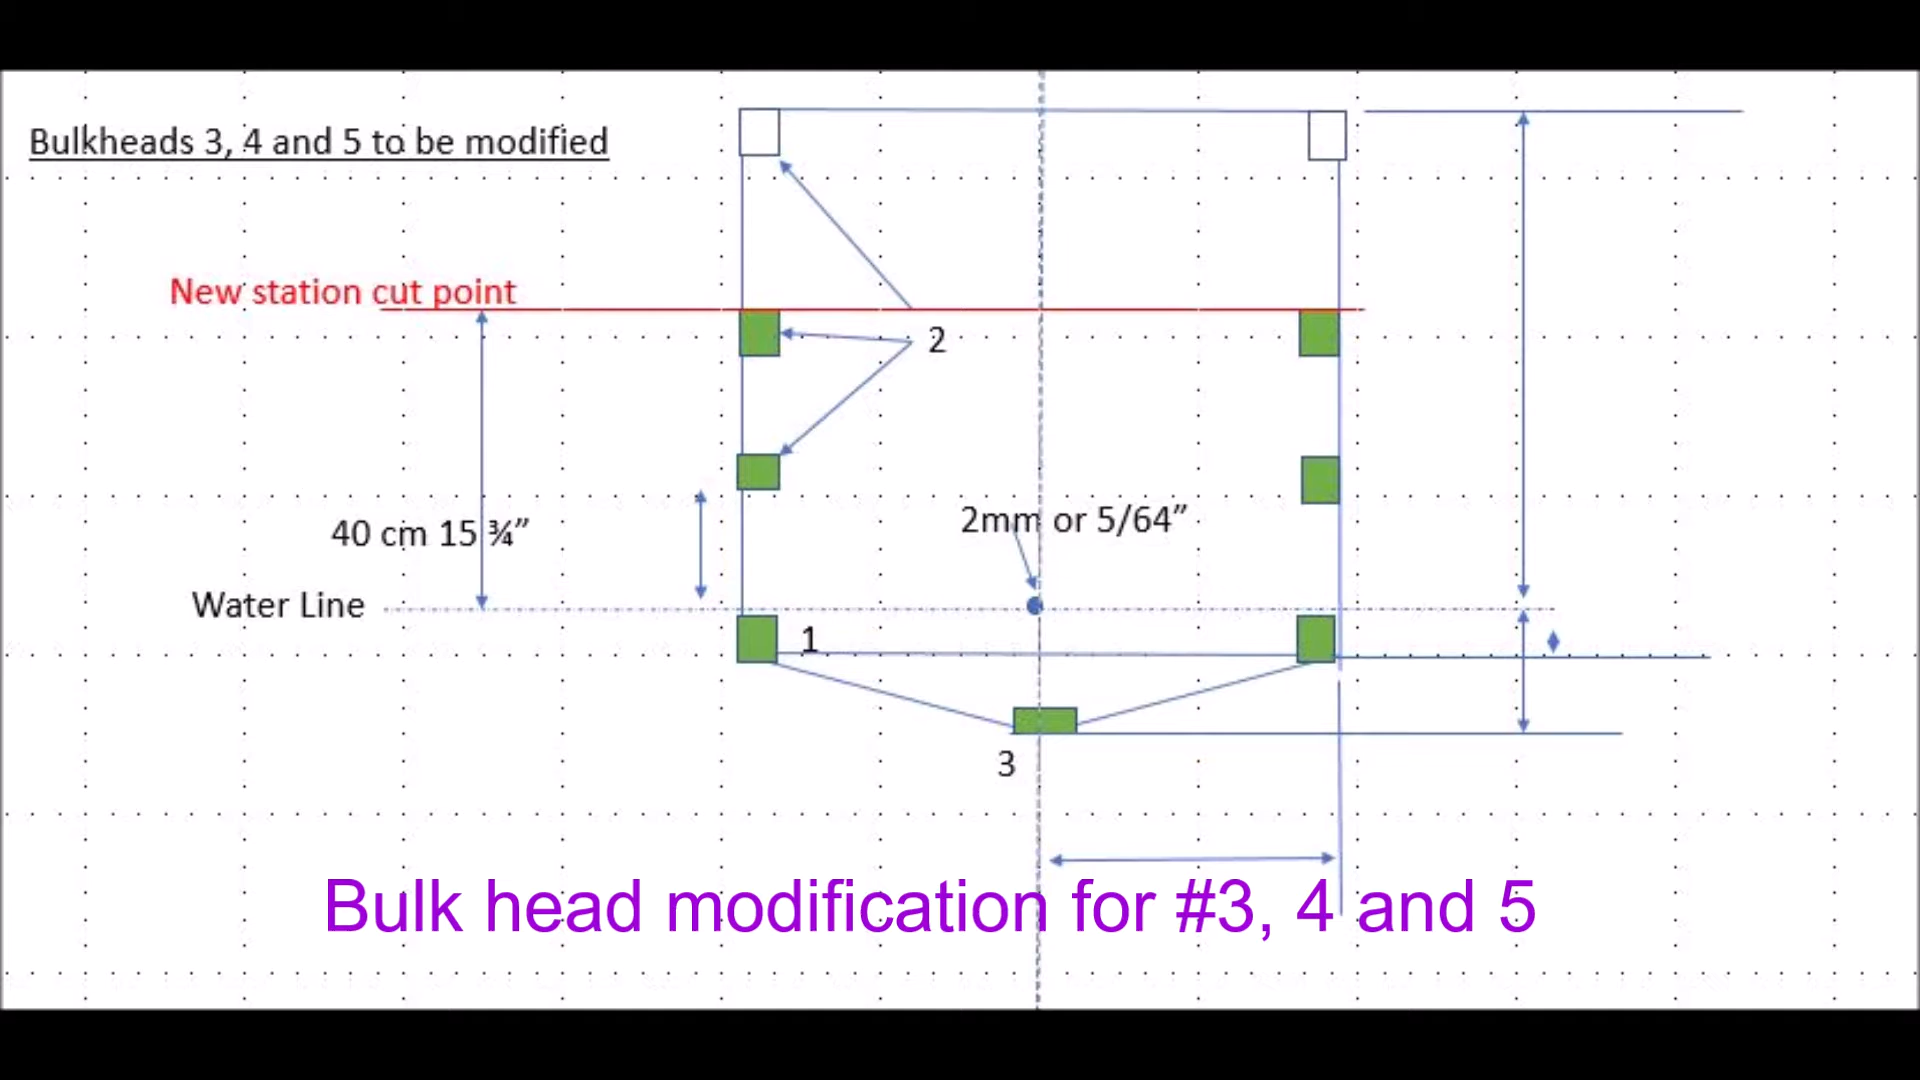 Bulkheads 3, 4 and 5 to be modified
New station cut point
2
2mm or 5/64”
40 cm 15 ¾”
Water Line
1
3
Bulk head modification for #3, 4 and 5